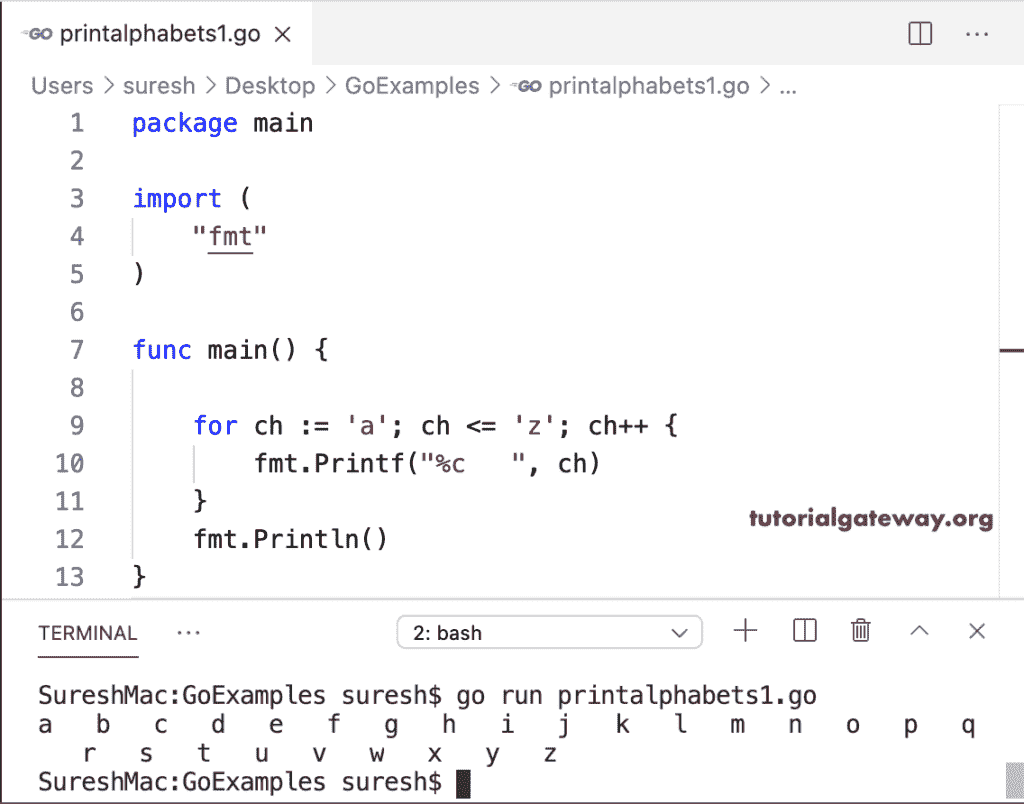 GO printalphabets1.go ×
Users > suresh > Desktop > GoExamples > GO printalphabets1.go > ...
1 package main
2
3 import (
4     "fmt"
5 )
6
7 func main() {
8
9     for ch := 'a'; ch <= 'z'; ch++ {
10         fmt.Printf("%c   ", ch)
11     }
tutorialgateway.org
12     fmt.Println()
13 }
TERMINAL ... 2: bash
SureshMac:GoExamples suresh$ go run printalphabets1.go
a   b   c   d   e   f   g   h   i   j   k   l   m   n   o   p   q
   r   s   t   u   v   w   x   y   z
SureshMac:GoExamples suresh$